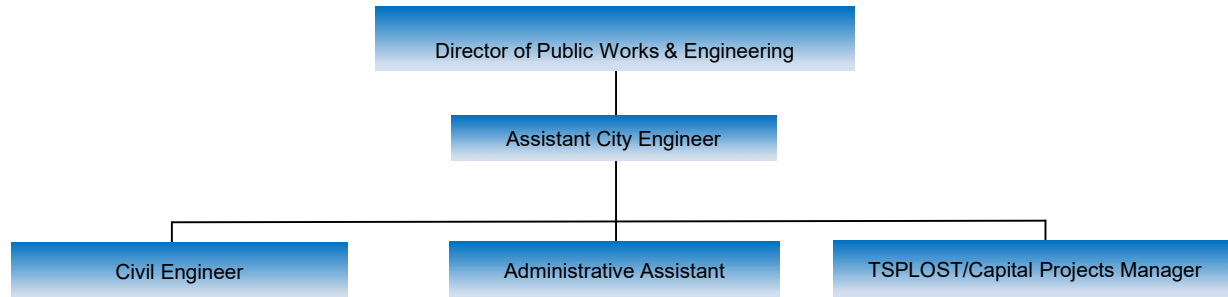 Director of Public Works & Engineering
Assistant City Engineer
Civil Engineer
Administrative Assistant
TSPLOST/Capital Projects Manager